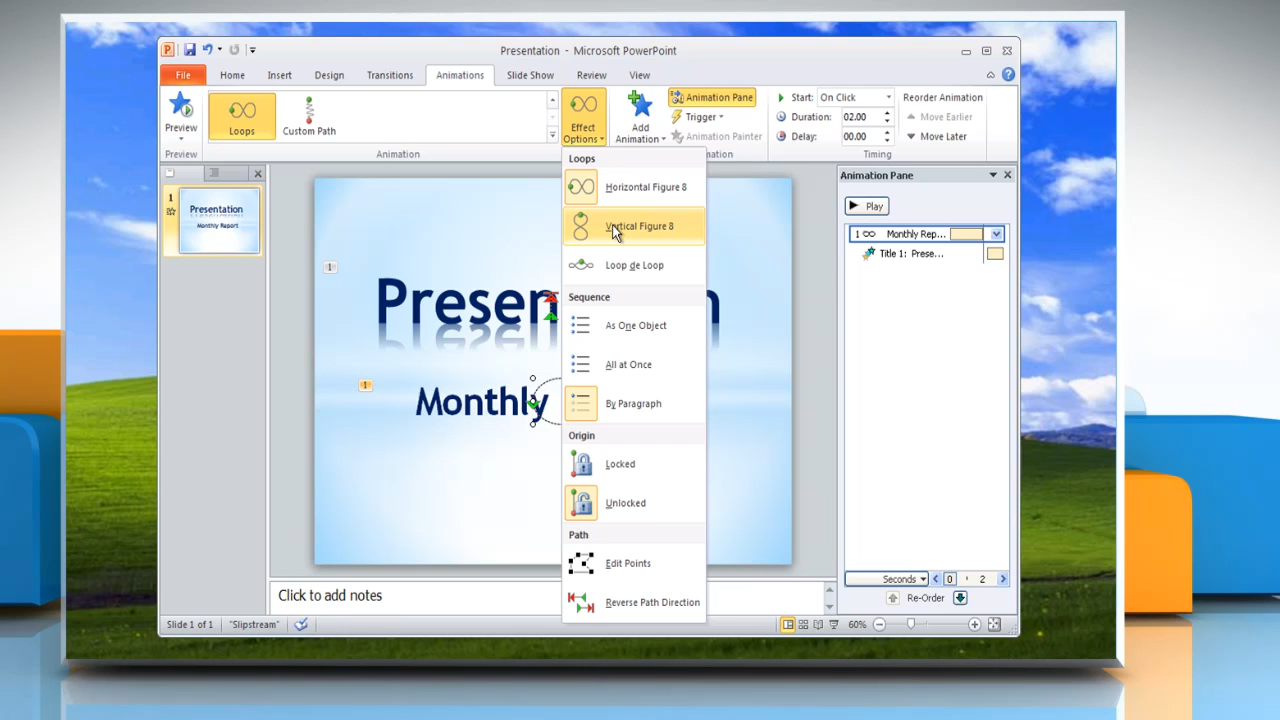 Presentation - Microsoft PowerPoint
File Home Insert Design Transitions Animations Slide Show Review View
Preview
Loops
Custom Path
Effect Options
Add Animation
Animation Pane
Trigger
Animation Painter
Start: On Click
Duration: 02.00
Delay: 00.00
Reorder Animation
Move Earlier
Move Later
Preview
Animation
mation
Timing
1
Presentation
Monthly Report
1
Presen n
1
Monthly
Loops
Horizontal Figure 8
Vertical Figure 8
Loop de Loop
Sequence
As One Object
All at Once
By Paragraph
Origin
Locked
Unlocked
Path
Edit Points
Reverse Path Direction
Animation Pane
Play
1 Monthly Rep...
Title 1: Prese...
Seconds 0 2
Re-Order
Click to add notes
Slide 1 of 1 "Slipstream" 60%